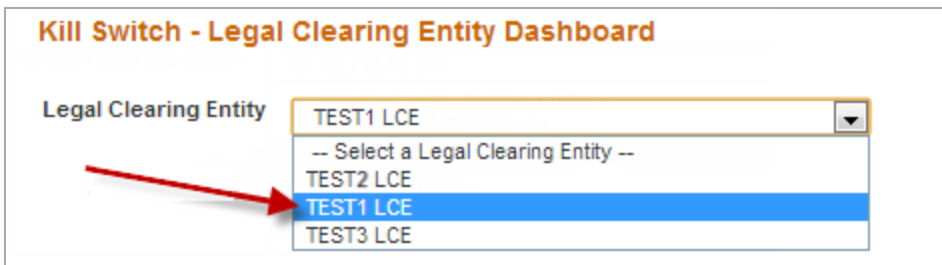 Kill Switch - Legal Clearing Entity Dashboard
Legal Clearing Entity TEST1 LCE
-- Select a Legal Clearing Entity --
TEST2 LCE
TEST1 LCE
TEST3 LCE